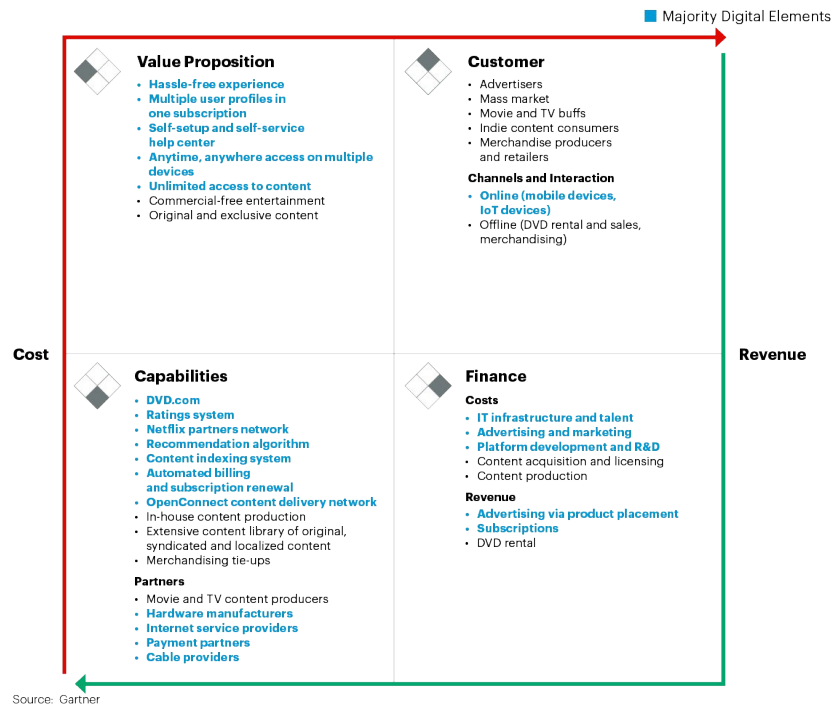 Majority Digital Elements
Value Proposition
• Hassle-free experience
• Multiple user profiles in
one subscription
• Self-setup and self-service
help center
• Anytime, anywhere access on multiple
devices
• Unlimited access to content
• Commercial-free entertainment
• Original and exclusive content
Customer
• Advertisers
• Mass market
• Movie and TV buffs
• Indie content consumers
• Merchandise producers
and retailers
Channels and Interaction
• Online (mobile devices,
IoT devices)
• Offline (DVD rental and sales,
merchandising)
Cost
Revenue
Capabilities
• DVD.com
• Ratings system
• Netflix partners network
• Recommendation algorithm
• Content indexing system
• Automated billing
and subscription renewal
• OpenConnect content delivery network
• In-house content production
• Extensive content library of original,
syndicated and localized content
• Merchandising tie-ups
Partners
• Movie and TV content producers
• Hardware manufacturers
• Internet service providers
• Payment partners
• Cable providers
Finance
Costs
• IT infrastructure and talent
• Advertising and marketing
• Platform development and R&D
• Content acquisition and licensing
• Content production
Revenue
• Advertising via product placement
• Subscriptions
• DVD rental
Source: Gartner